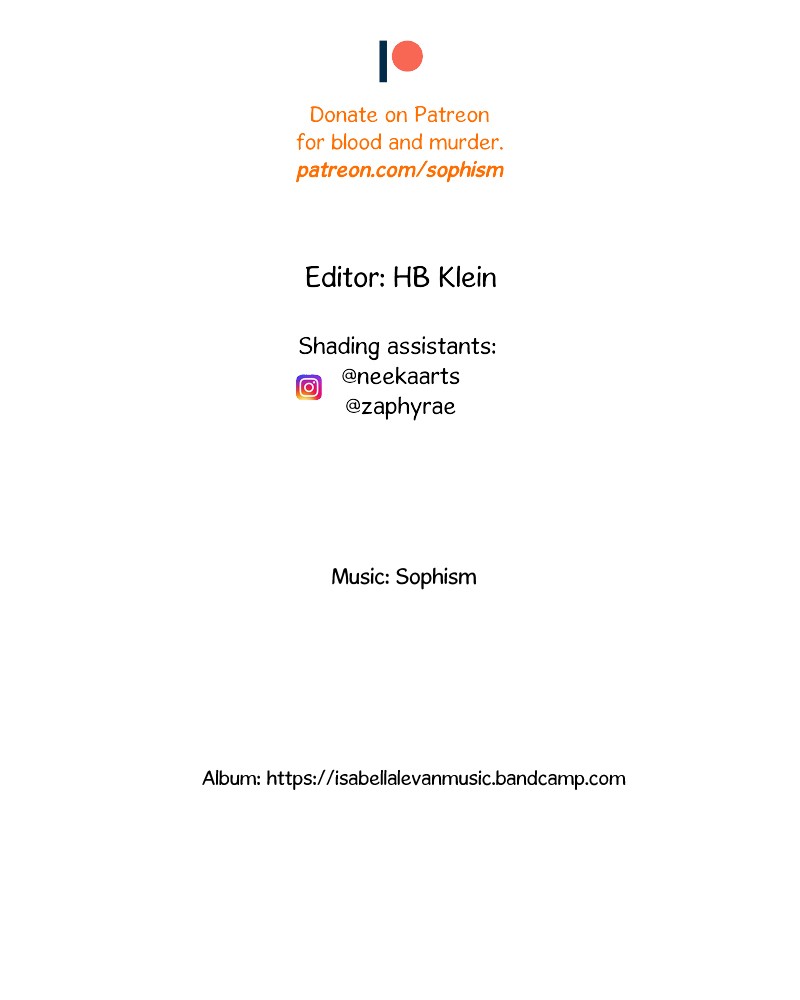 Donate on Patreon
for blood and murder.
patreon.com/sophism
Editor: HB Klein
Shading assistants:
@neekaarts
@zaphyrae
Music: Sophism
Album: https://isabellalevanmusic.bandcamp.com